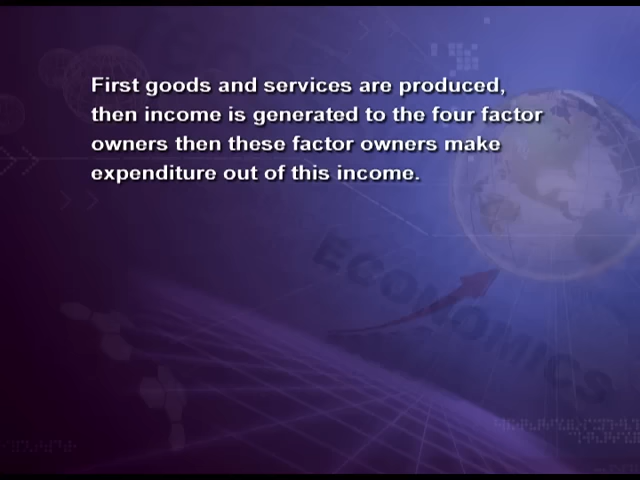 First goods and services are produced,
then income is generated to the four factor
owners then these factor owners make
expenditure out of this income.
ECONOMICS